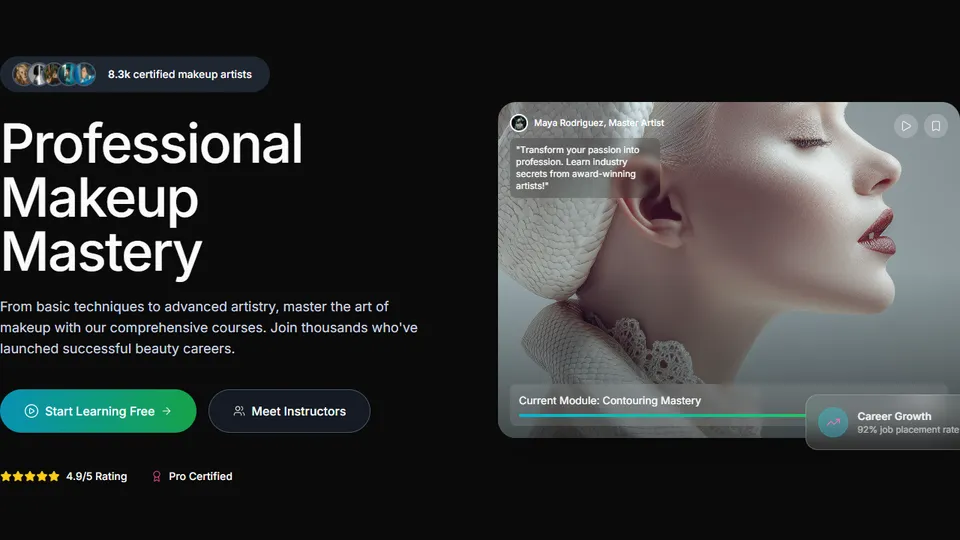 8.3k certified makeup artists
Professional
Makeup
Mastery
From basic techniques to advanced artistry, master the art of
makeup with our comprehensive courses. Join thousands who've
launched successful beauty careers.
Start Learning Free
Meet Instructors
4.9/5 Rating
Pro Certified
Maya Rodriguez, Master Artist
"Transform your passion into
profession. Learn industry
secrets from award-winning
artists!"
Current Module: Contouring Mastery
Career Growth
92% job placement rate